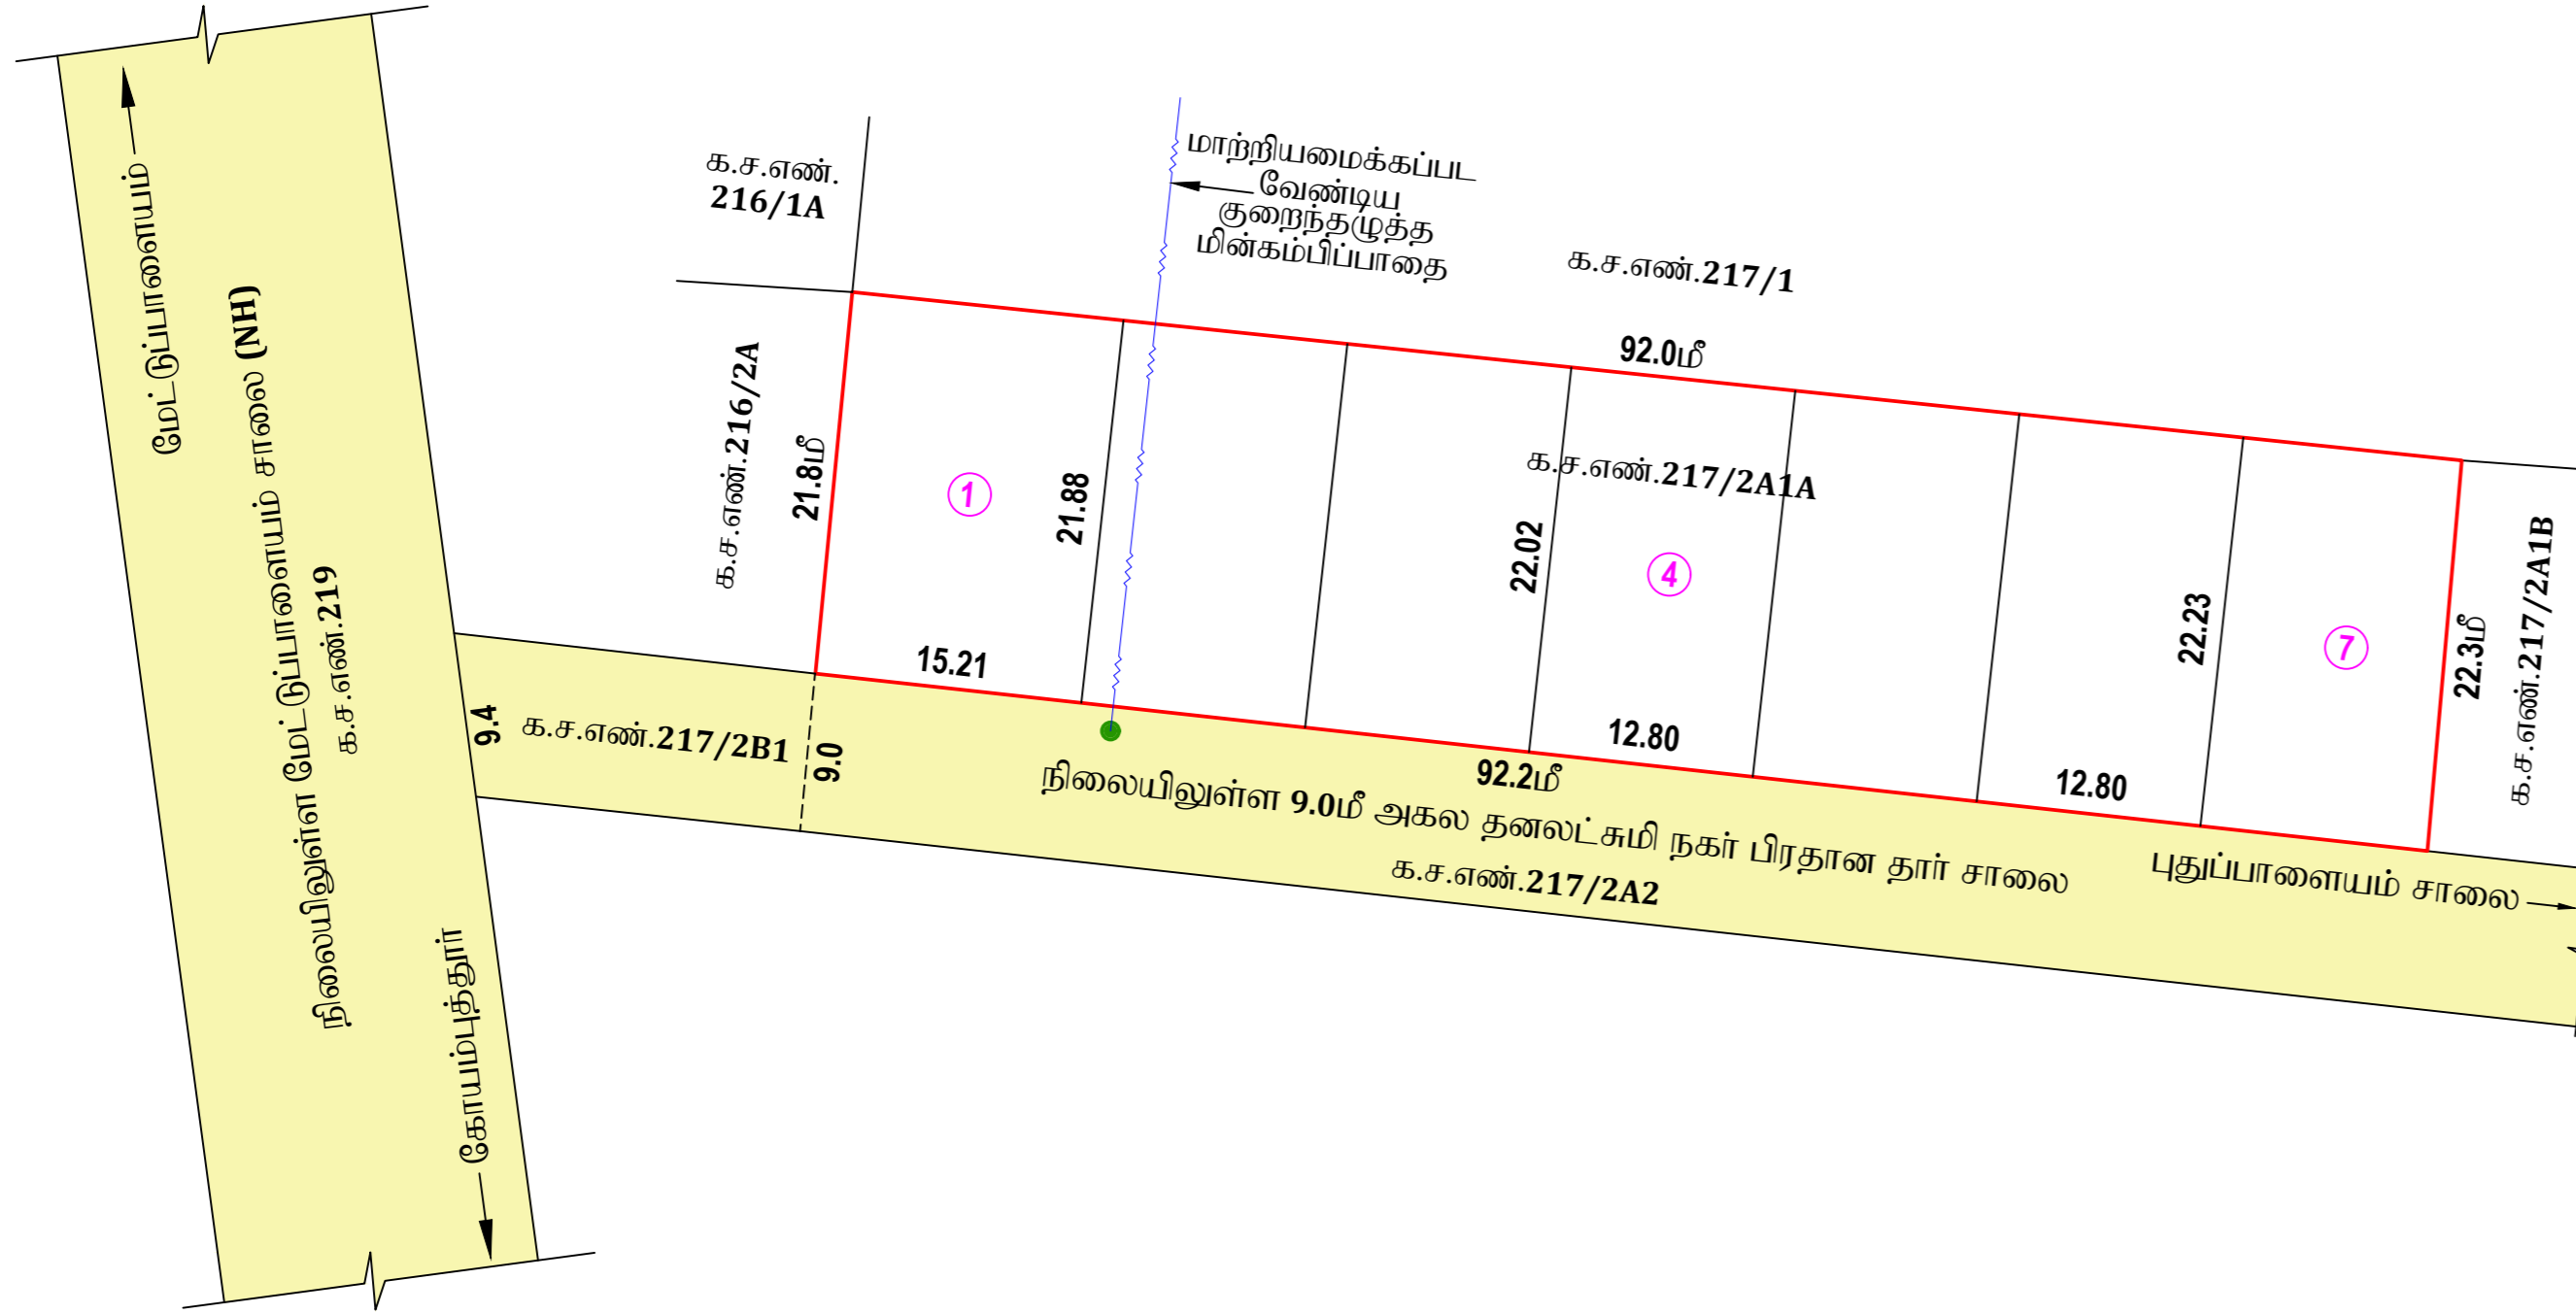 மேட்டுப்பாளையம்
நிலையிலுள்ள மேட்டுப்பாளையம் சாலை (NH)
க.ச.எண்.219
கோயம்புத்தூர்
க.ச.எண்.
216/1A
மாற்றியமைக்கப்பட
வேண்டிய
குறைந்தழுத்த
மின்கம்பிப்பாதை
க.ச.எண்.217/1
92.0மீ
க.ச.எண்.216/2A
21.8மீ
1
21.88
க.ச.எண்.217/2A1A
22.02
4
22.23
7
22.3மீ
க.ச.எண்.217/2A1B
15.21
12.80
12.80
9.4
க.ச.எண்.217/2B1
9.0
92.2மீ
நிலையிலுள்ள 9.0மீ அகல தனலட்சுமி நகர் பிரதான தார் சாலை
புதுப்பாளையம் சாலை
க.ச.எண்.217/2A2